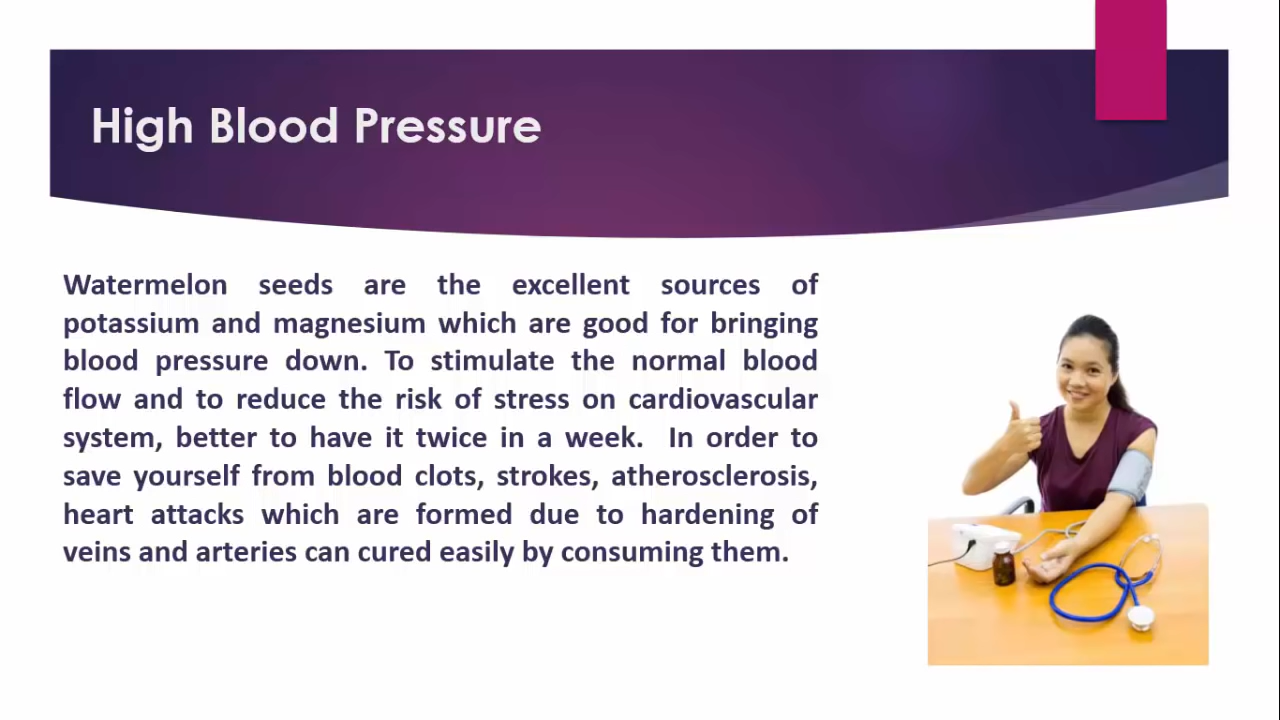 High Blood Pressure
Watermelon seeds are the excellent sources of
potassium and magnesium which are good for bringing
blood pressure down. To stimulate the normal blood
flow and to reduce the risk of stress on cardiovascular
system, better to have it twice in a week. In order to
save yourself from blood clots, strokes, atherosclerosis,
heart attacks which are formed due to hardening of
veins and arteries can cured easily by consuming them.